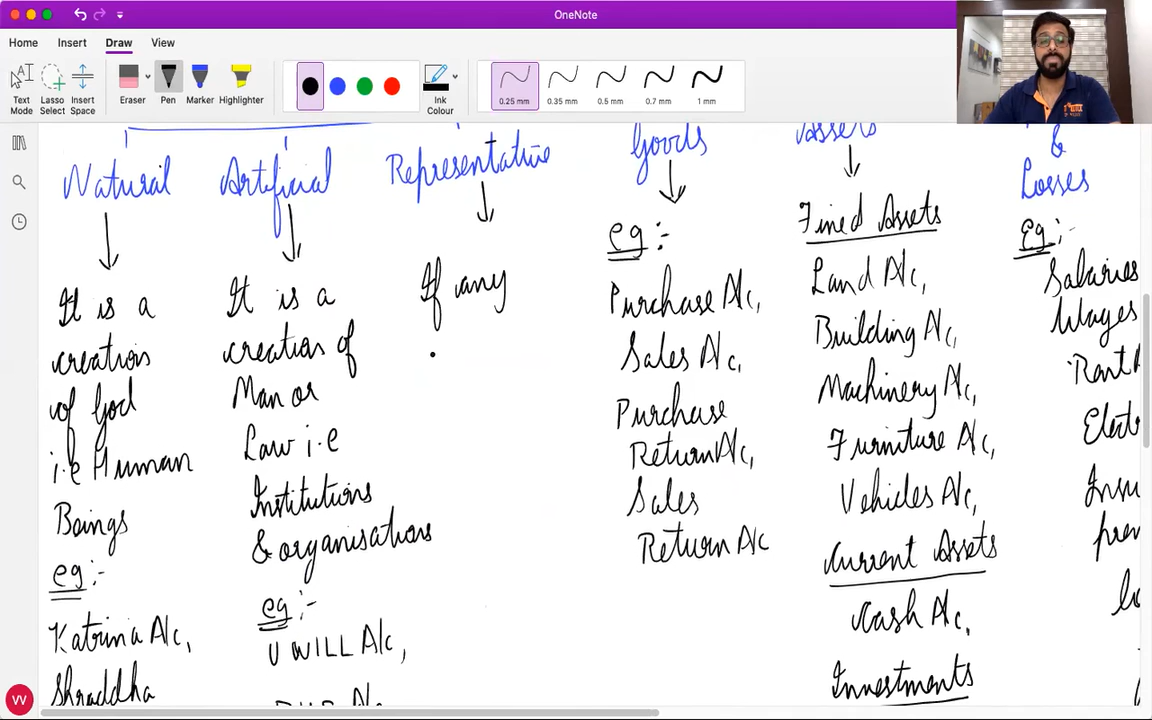 OneNote
Home Insert Draw View
Text Mode
Lasso Select
Insert Space
Eraser
Pen
Marker
Highlighter
Ink Colour
0.25 mm
0.35 mm
0.5 mm
0.7 mm
1 mm
Natural
It is a
creation
of God
i.e Human
Beings
eg:-
Katrina A/c,
Shraddha
Artificial
It is a
creation of
Man or
Law i.e
Institutions
& organisations
eg:-
U WILL A/c,
Representative
If any
Goods
eg:-
Purchase A/c,
Sales A/c,
Purchase
Return A/c,
Sales
Return A/c
Assets
Fixed Assets
Land A/c,
Building A/c,
Machinery A/c,
Furniture A/c,
Vehicles A/c,
Current Assets
Cash A/c,
Investments
&
Losses
Eg:-
Salaries
Wages
Rent
VV